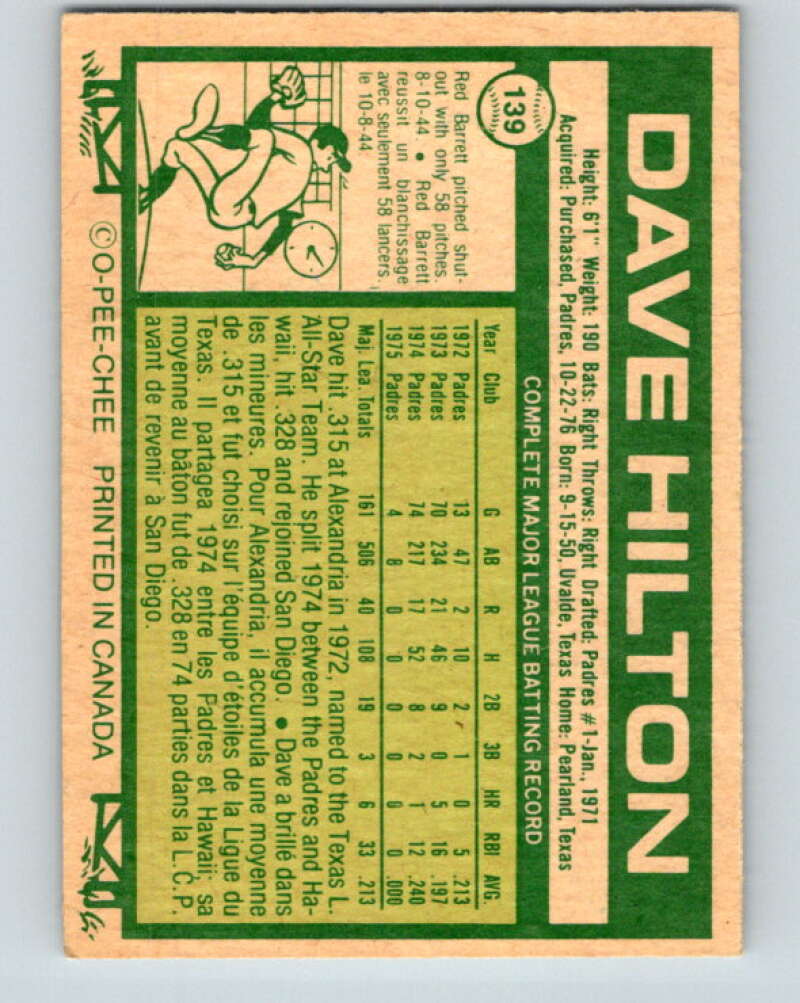 139
DAVE HILTON
Height: 6'1" Weight: 190 Bats: Right Throws: Right Drafted: Padres #1-Jan., 1971
Acquired: Purchased, Padres, 10-22-76 Born: 9-15-50, Uvalde, Texas Home: Pearland, Texas
Red Barrett pitched shut-
out with only 58 pitches.
8-10-44. ● Red Barrett
reussit un blanchissage
avec seulement 58 lancers.
le 10-8-44
COMPLETE MAJOR LEAGUE BATTING RECORD
Year Club G AB R H 2B 3B HR RBI AVG.
1972 Padres 13 47 2 10 2 1 0 5 .213
1973 Padres 70 234 21 46 9 0 5 16 .197
1974 Padres 74 217 17 52 8 2 1 12 .240
1975 Padres 4 8 0 0 0 0 0 0 .000
Maj. Lea. Totals 161 506 40 108 19 3 6 33 .213
Dave hit .315 at Alexandria in 1972, named to the Texas L.
All-Star Team. He split 1974 between the Padres and Ha-
waii, hit .328 and rejoined San Diego. ● Dave a brillé dans
les mineures. Pour Alexandria, il accumula une moyenne
de .315 et fut choisi sur l'équipe d'étoiles de la Ligue du
Texas. Il partagea 1974 entre les Padres et Hawaii; sa
moyenne au bâton fut de .328 en 74 parties dans la L.C.P.
avant de revenir à San Diego.
©O-PEE-CHEE PRINTED IN CANADA